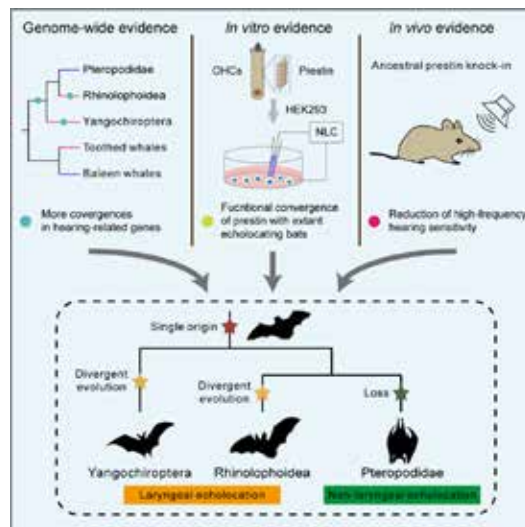 Genome-wide evidence
Pteropodidae
Rhinolophoidea
Yangochiroptera
Toothed whales
Baleen whales
More covergences
in hearing-related genes
In vitro evidence
OHCs
Prestin
HEK293
NLC
Fucntional convergence
of prestin with extant
echolocating bats
In vivo evidence
Ancestral prestin knock-in
Reduction of high-frequency
hearing sensitivity
Single origin
Divergent
evolution
Divergent
evolution
Loss
Yangochiroptera
Rhinolophoidea
Pteropodidae
Laryngeal echolocation
Non-laryngeal echolocation